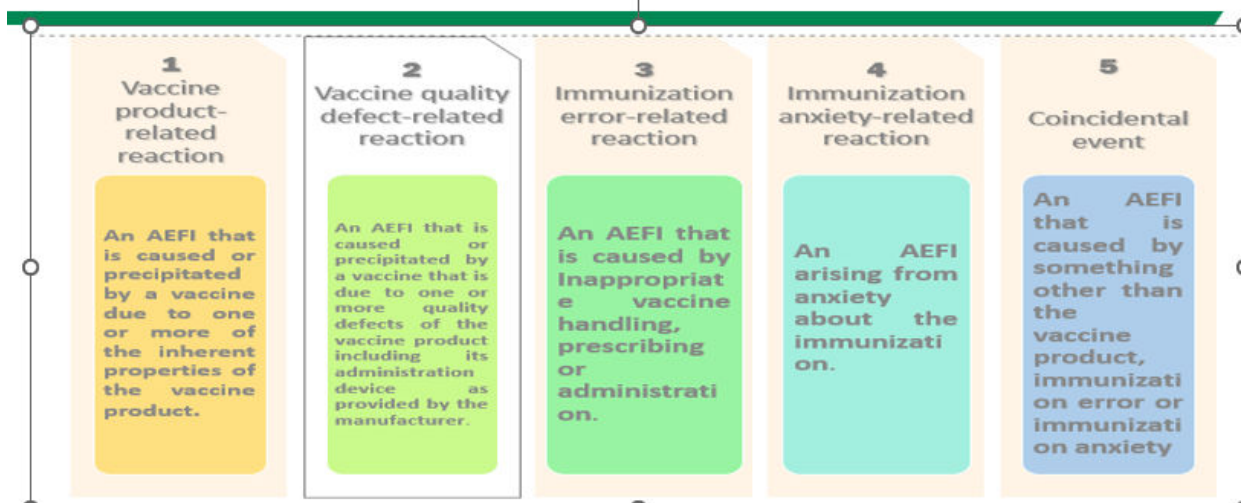 1
Vaccine
product-
related
reaction
An AEFI that
is caused or
precipitated
by a vaccine
due to one
or more of
the inherent
properties of
the vaccine
product.
2
Vaccine quality
defect-related
reaction
An AEFI that is
caused or
precipitated by
a vaccine that is
due to one or
more quality
defects of the
vaccine product
including its
administration
device as
provided by the
manufacturer.
3
Immunization
error-related
reaction
An AEFI that
is caused by
Inappropriat
e vaccine
handling,
prescribing
or
administrati
on.
4
Immunization
anxiety-related
reaction
An AEFI
arising from
anxiety
about the
immunizati
on.
5
Coincidental
event
An AEFI
that is
caused by
something
other than
the
vaccine
product,
immunizati
on error or
immunizati
on anxiety